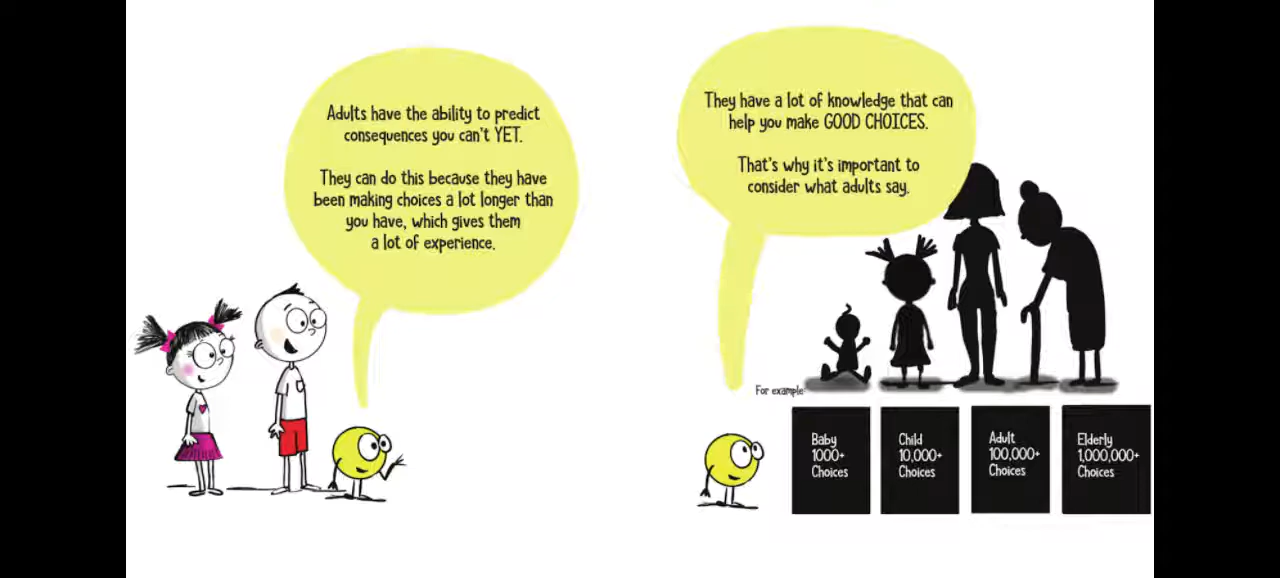 Adults have the ability to predict
consequences you can't YET.
They can do this because they have
been making choices a lot longer than
you have, which gives them
a lot of experience.
They have a lot of knowledge that can
help you make GOOD CHOICES.
That's why it's important to
consider what adults say.
For example:
Baby
1000+
Choices
Child
10,000+
Choices
Adult
100,000+
Choices
Elderly
1,000,000+
Choices